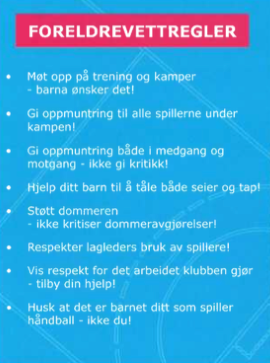 FORELDREVETTREGLER
• Møt opp på trening og kamper
- barna ønsker det!
• Gi oppmuntring til alle spillerne under
kampen!
• Gi oppmuntring både i medgang og
motgang - ikke gi kritikk!
• Hjelp ditt barn til å tåle både seier og tap!
• Støtt dommeren
- ikke kritiser dommeravgjørelser!
• Respekter lagleders bruk av spillere!
• Vis respekt for det arbeidet klubben gjør
- tilby din hjelp!
• Husk at det er barnet ditt som spiller
håndball - ikke du!